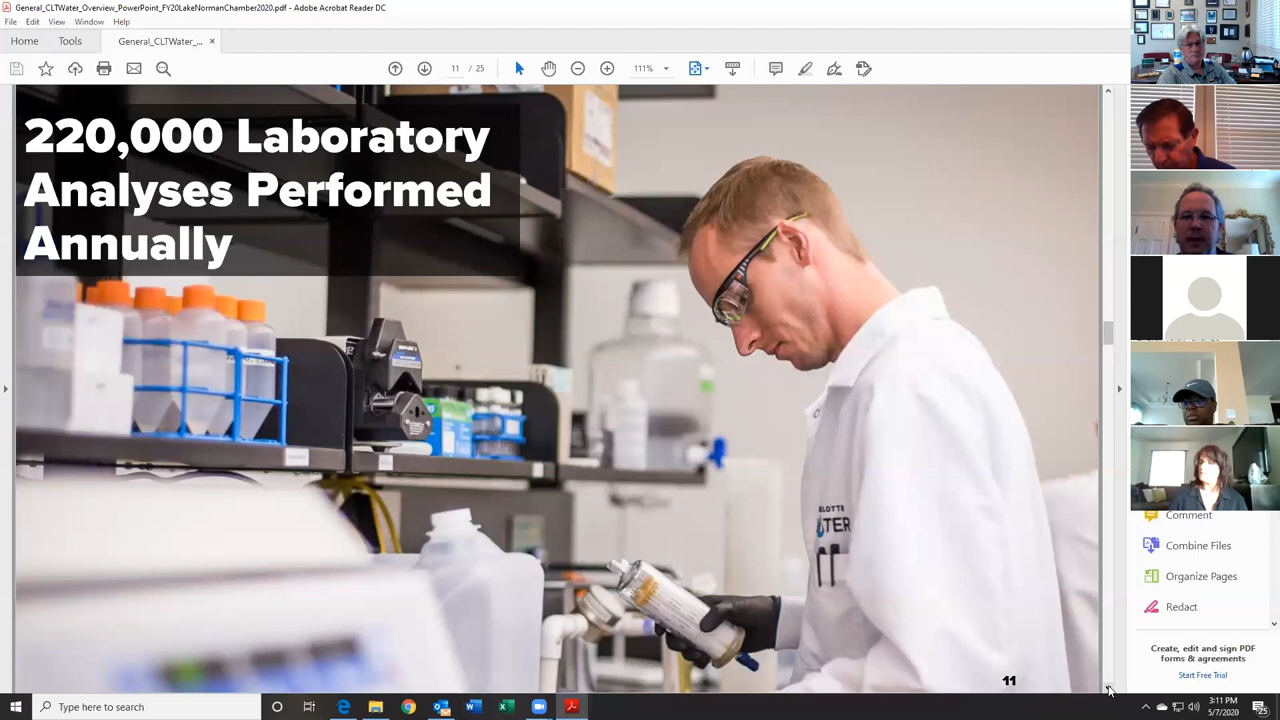 General_CLTWater_Overview_PowerPoint_FY20LakeNormanChamber2020.pdf - Adobe Acrobat Reader DC
File Edit View Window Help
Home Tools General_CLTWater_... ×
111%
220,000 Laboratory
Analyses Performed
Annually
11
Comment
Combine Files
Organize Pages
Redact
Create, edit and sign PDF
forms & agreements
Start Free Trial
Type here to search
3:11 PM
5/7/2020
25